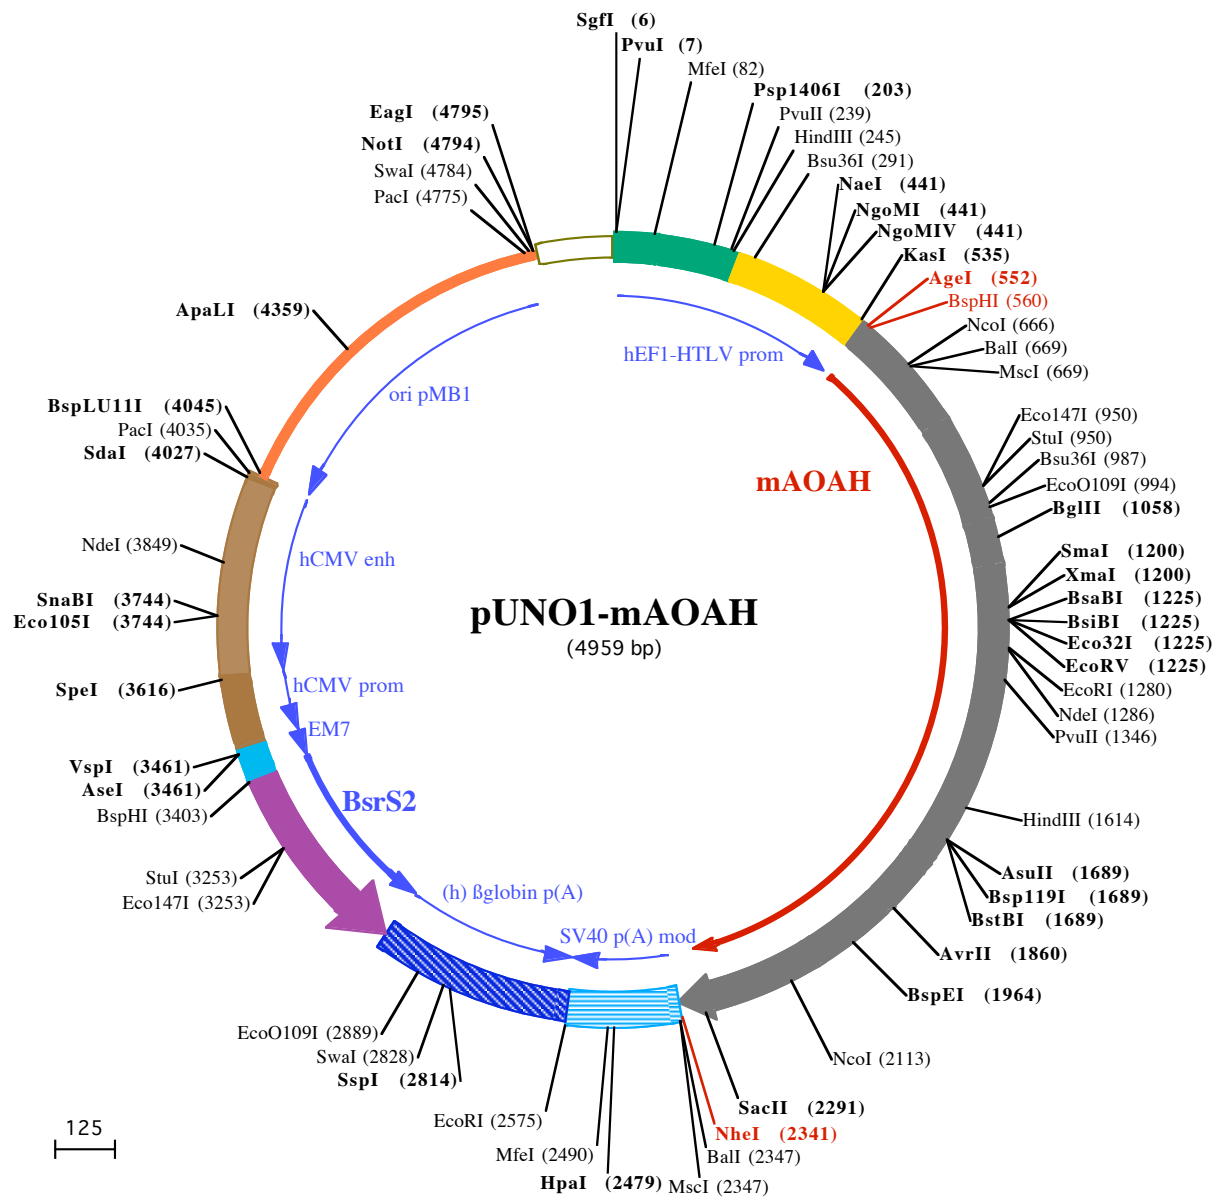 SgfI (6)
PvuI (7)
MfeI (82)
Psp1406I (203)
PvuII (239)
HindIII (245)
Bsu36I (291)
NaeI (441)
NgoMI (441)
NgoMIV (441)
KasI (535)
AgeI (552)
BspHI (560)
NcoI (666)
BalI (669)
MscI (669)
Eco147I (950)
StuI (950)
Bsu36I (987)
EcoO109I (994)
BglII (1058)
SmaI (1200)
XmaI (1200)
BsaBI (1225)
BsiBI (1225)
Eco32I (1225)
EcoRV (1225)
EcoRI (1280)
NdeI (1286)
PvuII (1346)
HindIII (1614)
AsuII (1689)
Bsp119I (1689)
BstBI (1689)
AvrII (1860)
BspEI (1964)
NcoI (2113)
SacII (2291)
NheI (2341)
BalI (2347)
MscI (2347)
HpaI (2479)
MfeI (2490)
EcoRI (2575)
SspI (2814)
SwaI (2828)
EcoO109I (2889)
Eco147I (3253)
StuI (3253)
BspHI (3403)
AseI (3461)
VspI (3461)
SpeI (3616)
Eco105I (3744)
SnaBI (3744)
NdeI (3849)
SdaI (4027)
PacI (4035)
BspLU11I (4045)
ApaLI (4359)
PacI (4775)
SwaI (4784)
NotI (4794)
EagI (4795)
hEF1-HTLV prom
mAOAH
SV40 p(A) mod
(h) ßglobin p(A)
BsrS2
EM7
hCMV prom
hCMV enh
ori pMB1
pUNO1-mAOAH
(4959 bp)
125